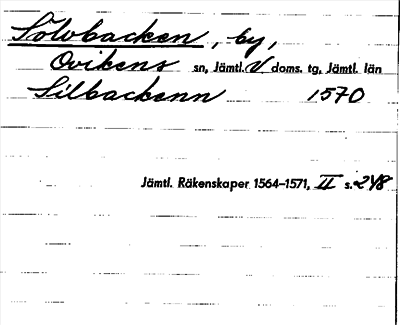 Sölvbacken, by,
Ovikens sn, Jämtl. V doms. tg, Jämtl. län
Silbackenn 1570
Jämtl. Räkenskaper 1564–1571, II s. 248